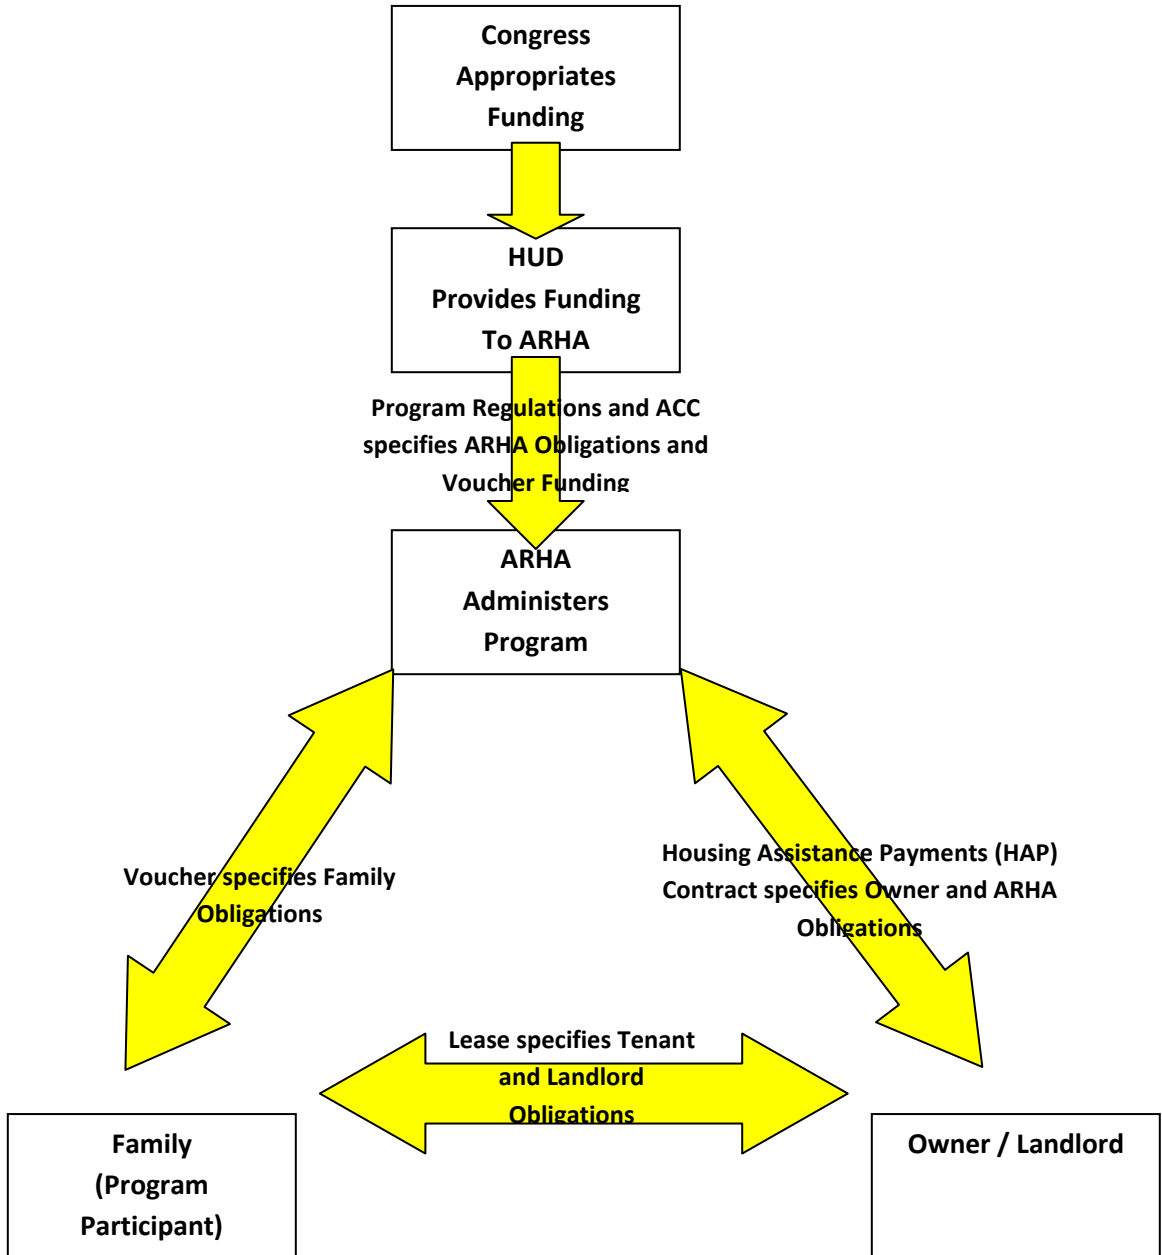 Congress
Appropriates
Funding
HUD
Provides Funding
To ARHA
Program Regulations and ACC
specifies ARHA Obligations and
Voucher Funding
ARHA
Administers
Program
Voucher specifies Family
Obligations
Housing Assistance Payments (HAP)
Contract specifies Owner and ARHA
Obligations
Lease specifies Tenant
and Landlord
Obligations
Family
(Program
Participant)
Owner / Landlord